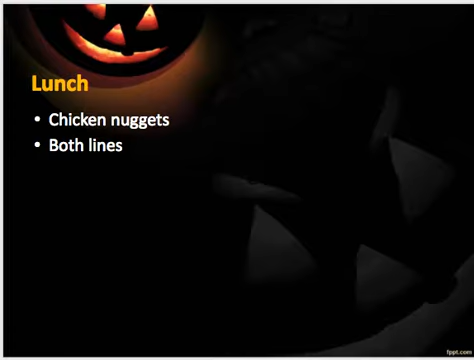 Lunch
• Chicken nuggets
• Both lines
fppt.com